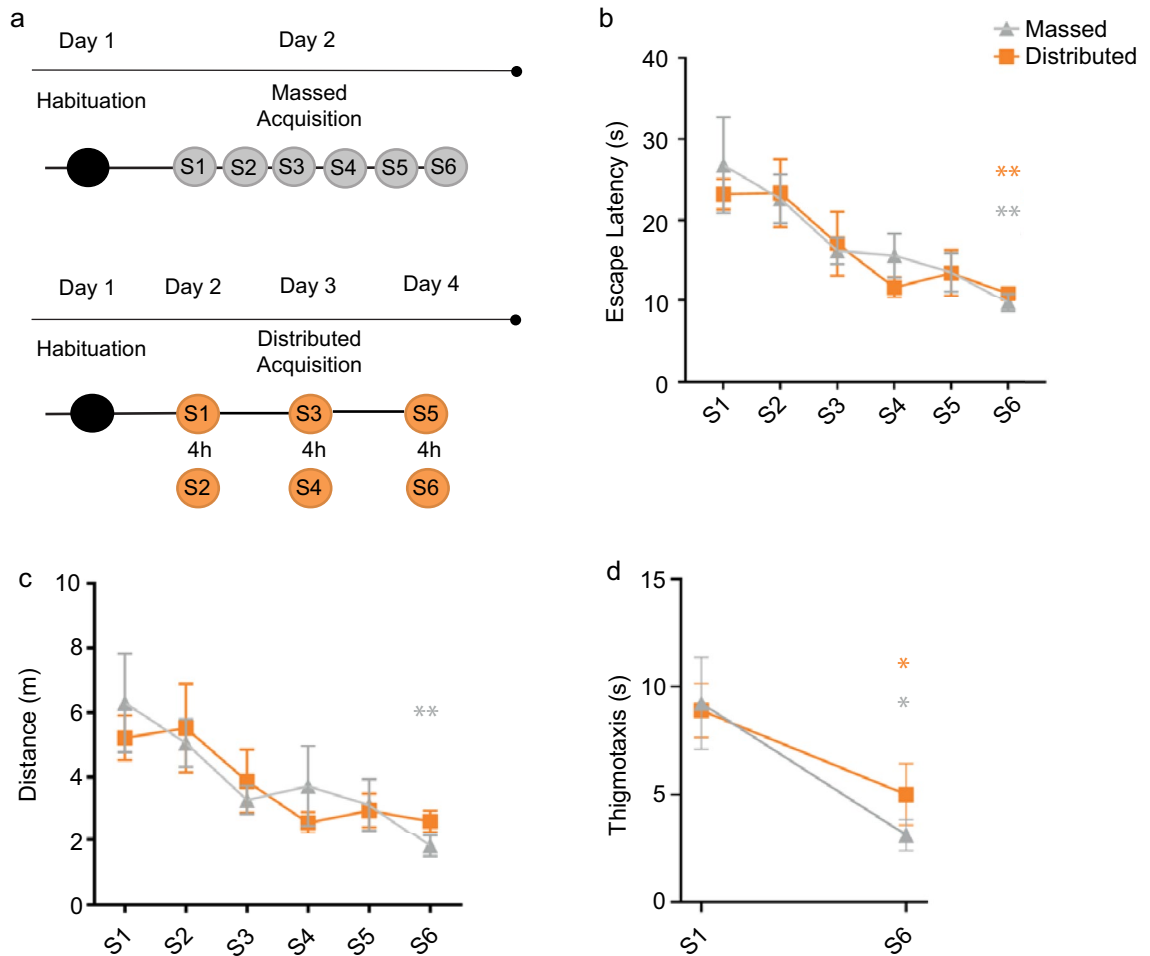 a
Day 1 Day 2
Habituation Massed
Acquisition
S1 S2 S3 S4 S5 S6
Day 1 Day 2 Day 3 Day 4
Habituation Distributed
Acquisition
S1 S3 S5
4h 4h 4h
S2 S4 S6
b
Massed
Distributed
Escape Latency (s)
40
30
20
10
0
**
**
S1 S2 S3 S4 S5 S6
c
Distance (m)
10
8
6
4
2
0
**
S1 S2 S3 S4 S5 S6
d
Thigmotaxis (s)
15
10
5
0
*
*
S1 S6